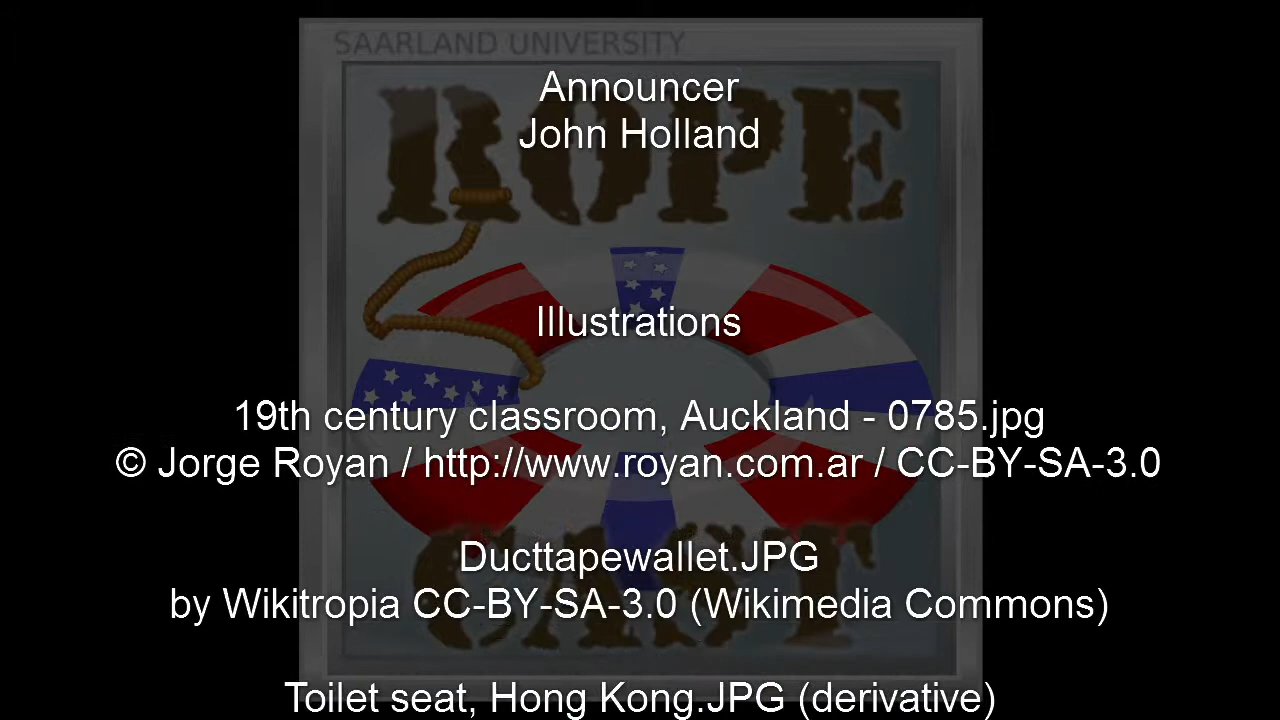 SAARLAND UNIVERSITY
ROPE
CAST
Announcer
John Holland
Illustrations
19th century classroom, Auckland - 0785.jpg
© Jorge Royan / http://www.royan.com.ar / CC-BY-SA-3.0
Ducttapewallet.JPG
by Wikitropia CC-BY-SA-3.0 (Wikimedia Commons)
Toilet seat, Hong Kong.JPG (derivative)